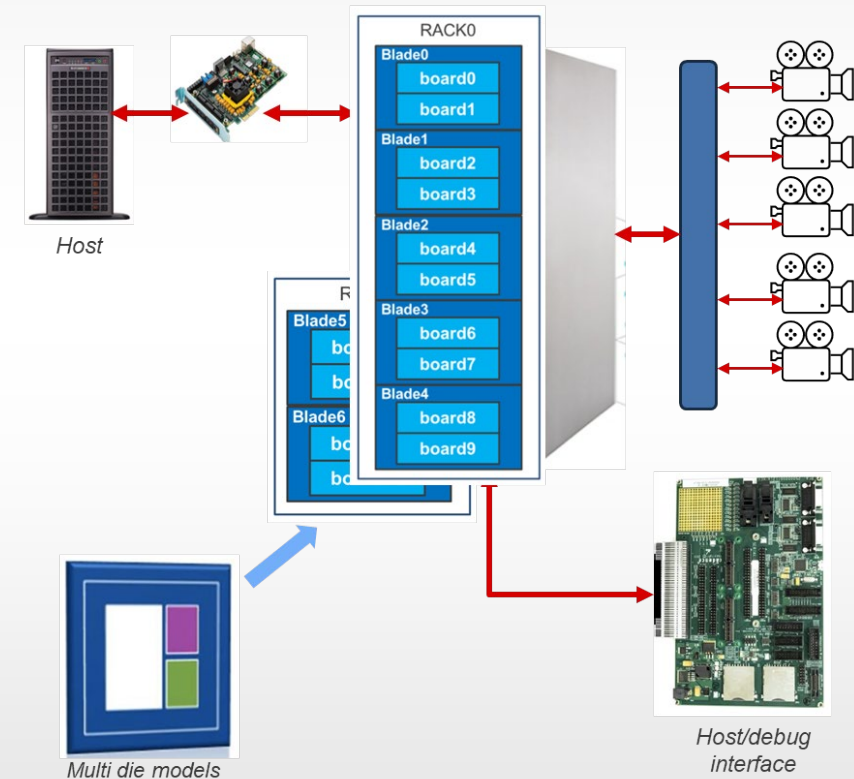 RACK0
Blade0
board0
board1
Blade1
board2
board3
Blade2
board4
board5
Blade3
board6
board7
Blade4
board8
board9
Host
Blade5
Blade6
Multi die models
Host/debug
interface